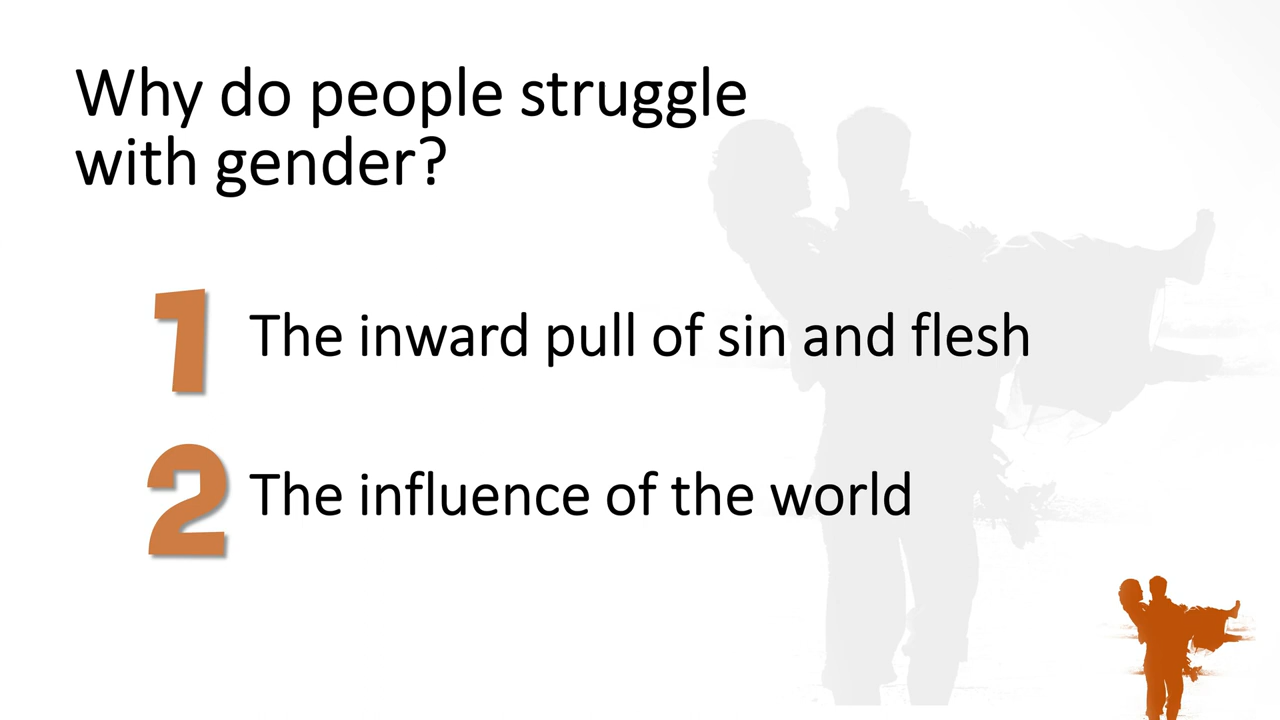 Why do people struggle
with gender?
1 The inward pull of sin and flesh
2 The influence of the world